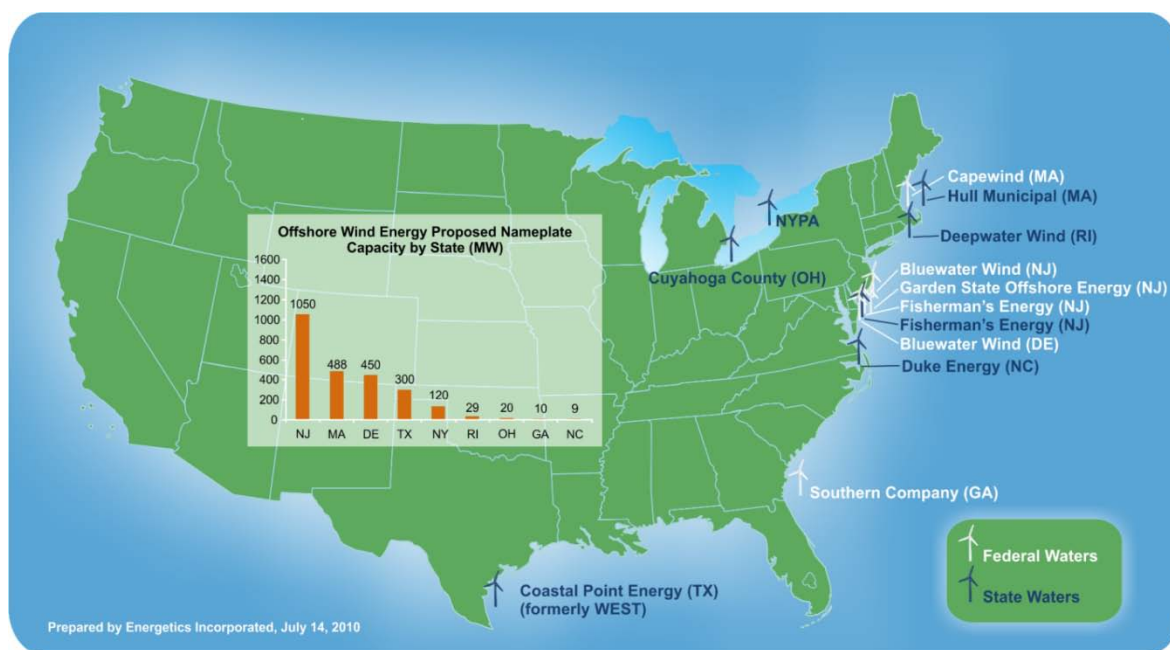 Capewind (MA)
Hull Municipal (MA)
NYPA
Deepwater Wind (RI)
Offshore Wind Energy Proposed Nameplate
Capacity by State (MW)
Cuyahoga County (OH)
Bluewater Wind (NJ)
Garden State Offshore Energy (NJ)
Fisherman's Energy (NJ)
Fisherman's Energy (NJ)
Bluewater Wind (DE)
Duke Energy (NC)
1600
1400
1200
1000
800
600
400
200
0
1050
488
450
300
120
29
20
10
9
NJ MA DE TX NY RI OH GA NC
Southern Company (GA)
Federal Waters
State Waters
Coastal Point Energy (TX)
(formerly WEST)
Prepared by Energetics Incorporated, July 14, 2010